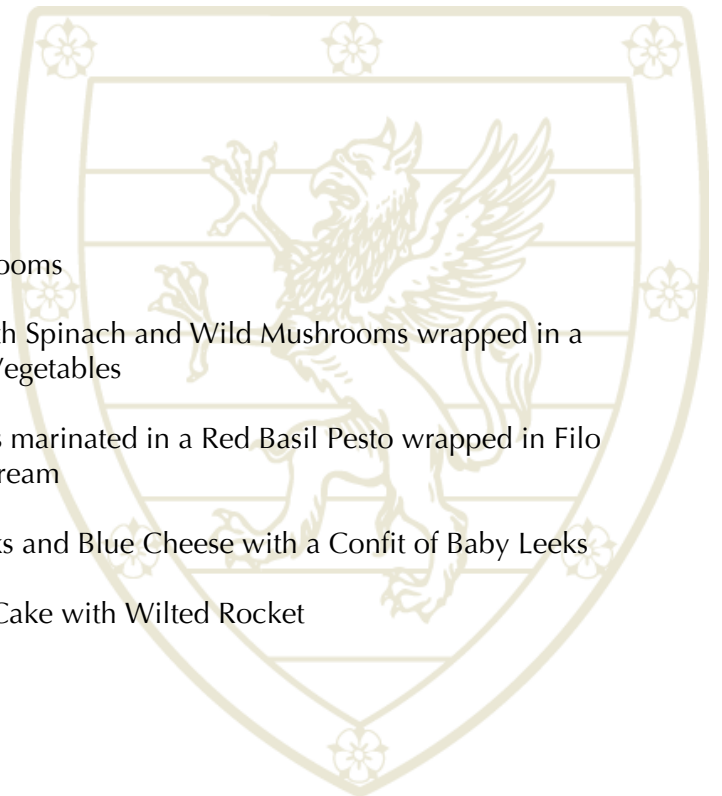 ooms
th Spinach and Wild Mushrooms wrapped in a
Vegetables
s marinated in a Red Basil Pesto wrapped in Filo
ream
ks and Blue Cheese with a Confit of Baby Leeks
Cake with Wilted Rocket